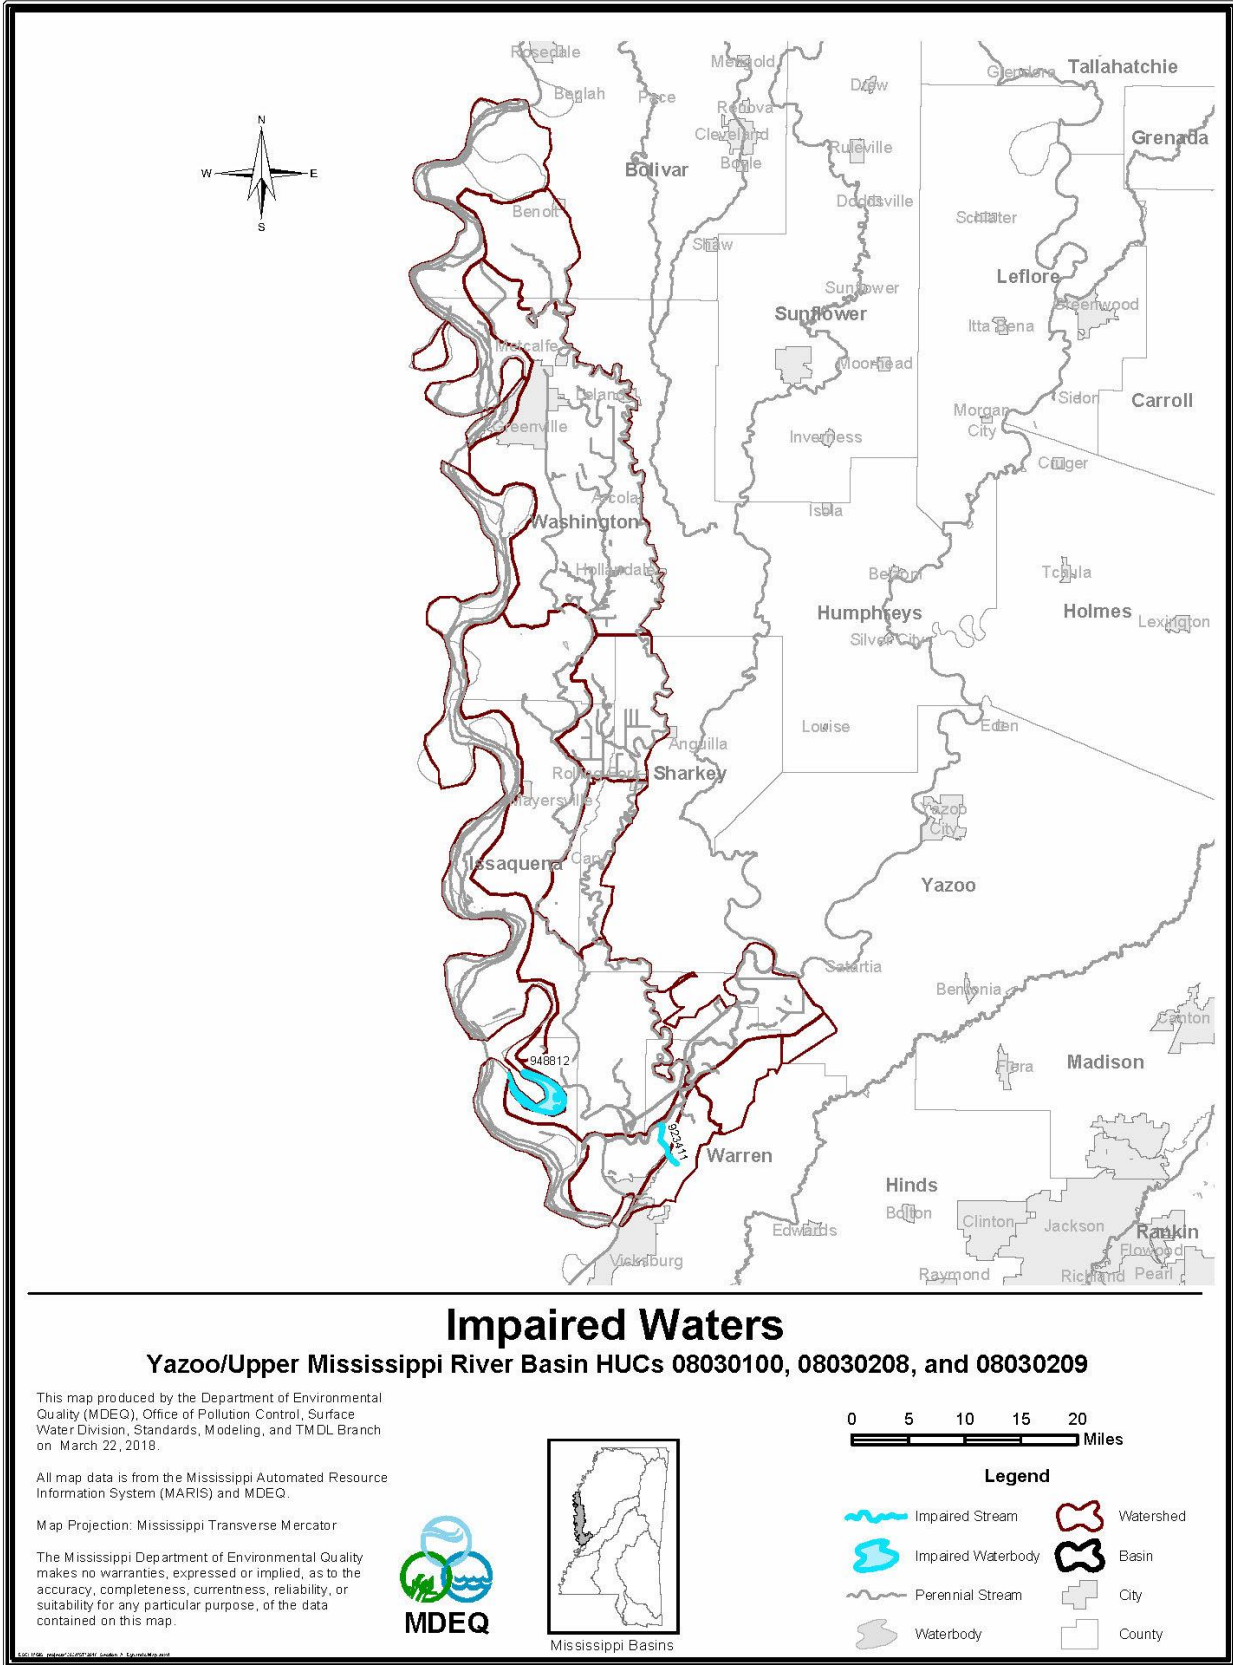 Rosedale
Merigold
Glendora
Tallahatchie
Beulah
Pace
Drew
Renova
Cleveland
Grenada
Ruleville
Boyle
Bolivar
N
W
E
S
Benoit
Doddsville
Schlater
Shaw
Leflore
Sunflower
Greenwood
Sunflower
Itta Bena
Metcalfe
Moorhead
Leland
Sidon
Carroll
Morgan
City
Greenville
Inverness
Cruger
Arcola
Isola
Washington
Hollandale
Belzoni
Tchula
Humphreys
Holmes
Lexington
Silver City
Louise
Eden
Anguilla
Rolling Fork
Sharkey
Mayersville
Yazoo
City
Issaquena
Cary
Yazoo
Satartia
Bentonia
Canton
948812
Flora
Madison
923411
Warren
Hinds
Bolton
Clinton
Jackson
Edwards
Rankin
Flowood
Vicksburg
Raymond
Richland
Pearl
Impaired Waters
Yazoo/Upper Mississippi River Basin HUCs 08030100, 08030208, and 08030209
This map produced by the Department of Environmental
Quality (MDEQ), Office of Pollution Control, Surface
Water Division, Standards, Modeling, and TMDL Branch
on March 22, 2018.
All map data is from the Mississippi Automated Resource
Information System (MARIS) and MDEQ.
Map Projection: Mississippi Transverse Mercator
The Mississippi Department of Environmental Quality
makes no warranties, expressed or implied, as to the
accuracy, completeness, currentness, reliability, or
suitability for any particular purpose, of the data
contained on this map.
MDEQ
Mississippi Basins
0 5 10 15 20
Miles
Legend
Impaired Stream
Watershed
Impaired Waterbody
Basin
Perennial Stream
City
Waterbody
County